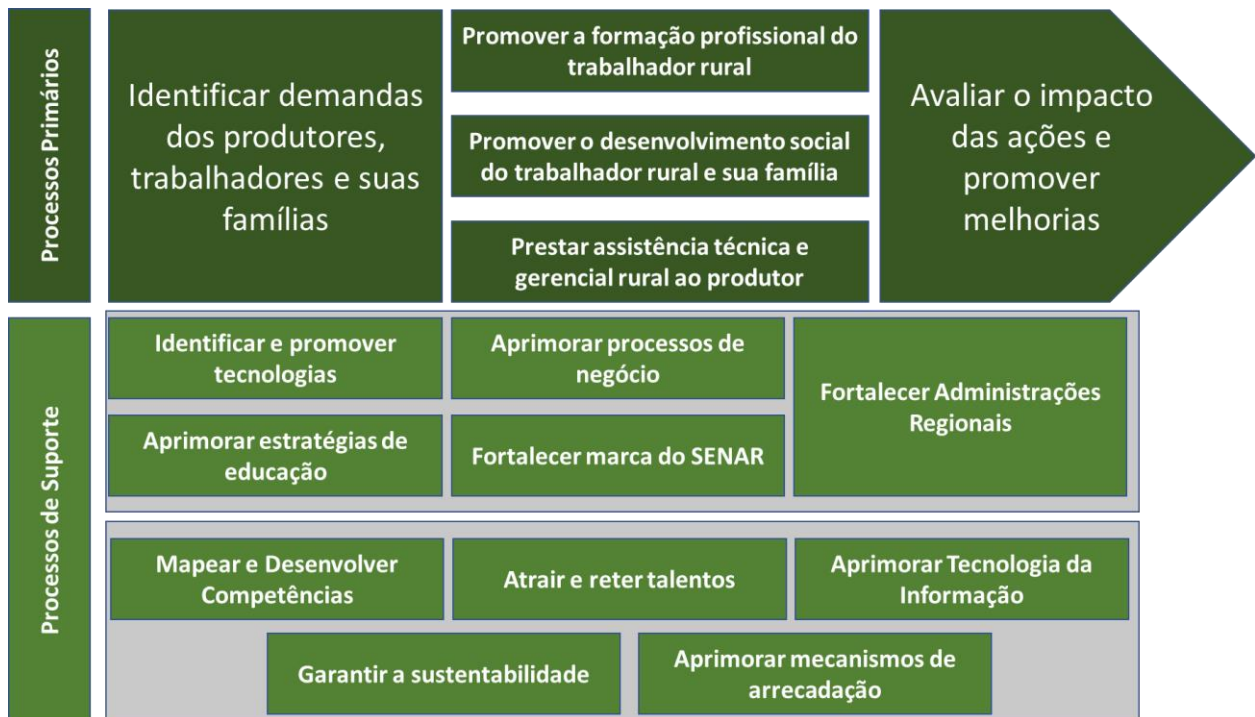 Processos Primários
Identificar demandas
dos produtores,
trabalhadores e suas
famílias
Promover a formação profissional do
trabalhador rural
Promover o desenvolvimento social
do trabalhador rural e sua família
Prestar assistência técnica e
gerencial rural ao produtor
Avaliar o impacto
das ações e
promover
melhorias
Processos de Suporte
Identificar e promover
tecnologias
Aprimorar processos de
negócio
Fortalecer Administrações
Regionais
Aprimorar estratégias de
educação
Fortalecer marca do SENAR
Mapear e Desenvolver
Competências
Atrair e reter talentos
Aprimorar Tecnologia da
Informação
Garantir a sustentabilidade
Aprimorar mecanismos de
arrecadação